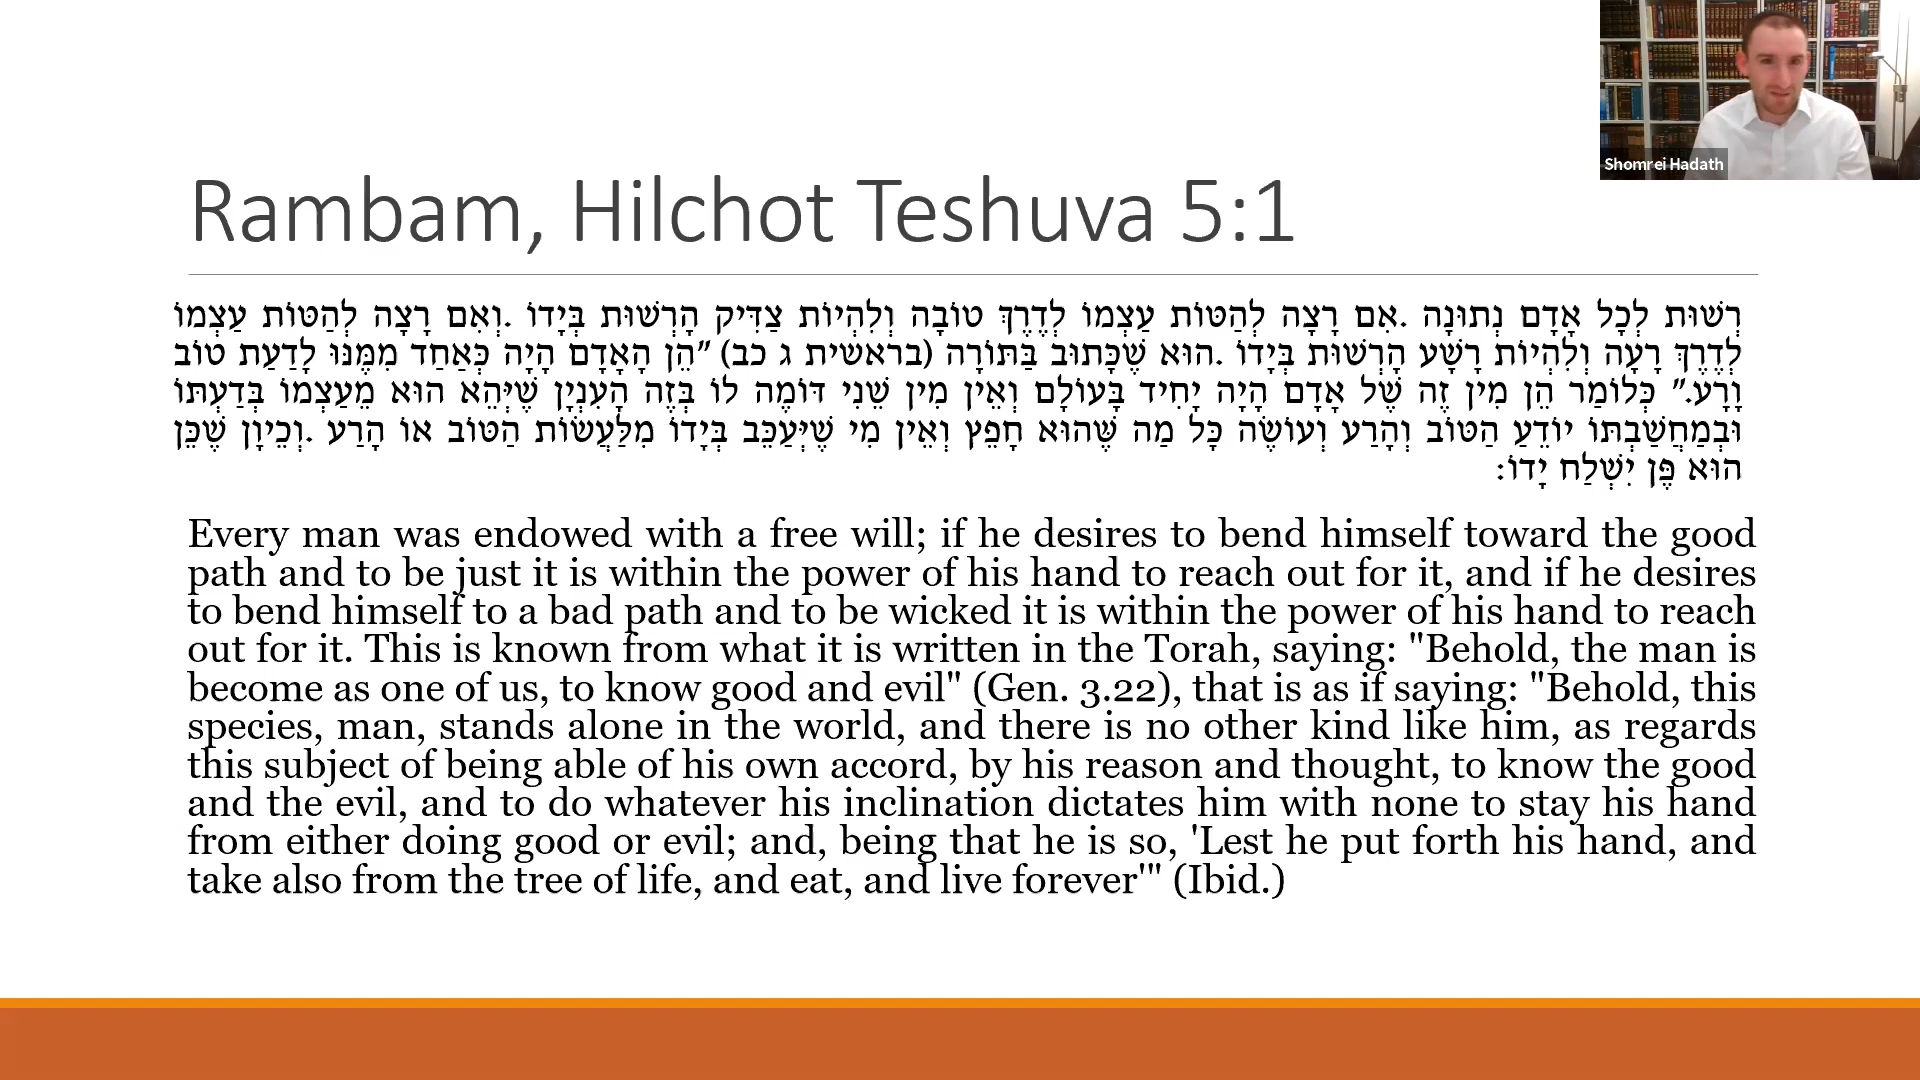 Shomrei Hadath
Rambam, Hilchot Teshuva 5:1
רְשׁוּת לְכָל אָדָם נְתוּנָה .אִם רָצָה לְהַטּוֹת עַצְמוֹ לְדֶרֶךְ טוֹבָה וְלִהְיוֹת צַדִּיק הָרְשׁוּת בְּיָדוֹ .וְאִם רָצָה לְהַטּוֹת עַצְמוֹ
לְדֶרֶךְ רָעָה וְלִהְיוֹת רָשָׁע הָרְשׁוּת בְּיָדוֹ .הוּא שֶׁכָּתוּב בַּתּוֹרָה (בראשית ג כב) "הֵן הָאָדָם הָיָה כְּאַחַד מִמֶּנּוּ לָדַעַת טוֹב
וָרָע." כְּלוֹמַר הֵן מִין זֶה שֶׁל אָדָם הָיָה יָחִיד בָּעוֹלָם וְאֵין מִין שֵׁנִי דּוֹמֶה לוֹ בְּזֶה הָעִנְיָן שֶׁיְּהֵא הוּא מֵעַצְמוֹ בְּדַעְתּוֹ
וּבְמַחֲשַׁבְתּוֹ יוֹדֵעַ הַטּוֹב וְהָרַע וְעוֹשֶׂה כָּל מַה שֶּׁהוּא חָפֵץ וְאֵין מִי שֶׁיְּעַכֵּב בְּיָדוֹ מִלַּעֲשׂוֹת הַטּוֹב אוֹ הָרַע .וְכֵיוָן שֶׁכֵּן
הוּא פֶּן יִשְׁלַח יָדוֹ:
Every man was endowed with a free will; if he desires to bend himself toward the good
path and to be just it is within the power of his hand to reach out for it, and if he desires
to bend himself to a bad path and to be wicked it is within the power of his hand to reach
out for it. This is known from what it is written in the Torah, saying: "Behold, the man is
become as one of us, to know good and evil" (Gen. 3.22), that is as if saying: "Behold, this
species, man, stands alone in the world, and there is no other kind like him, as regards
this subject of being able of his own accord, by his reason and thought, to know the good
and the evil, and to do whatever his inclination dictates him with none to stay his hand
from either doing good or evil; and, being that he is so, 'Lest he put forth his hand, and
take also from the tree of life, and eat, and live forever'" (Ibid.)